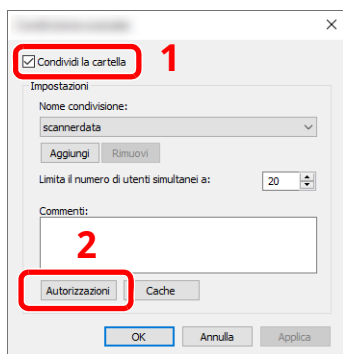 Condividi la cartella
1
Impostazioni
Nome condivisione:
scannerdata
Aggiungi Rimuovi
Limita il numero di utenti simultanei a: 20
Commenti:
2
Autorizzazioni Cache
OK Annulla Applica